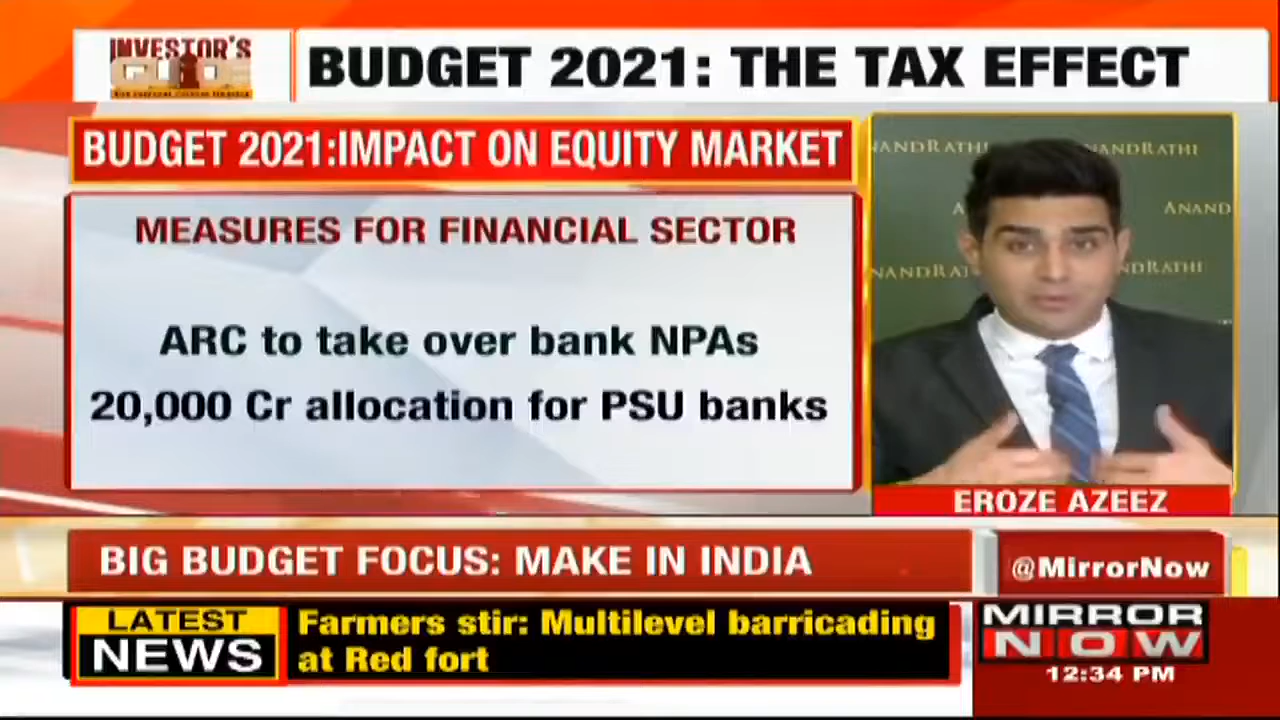 INVESTOR'S
GUIDE
BUDGET 2021: THE TAX EFFECT
BUDGET 2021:IMPACT ON EQUITY MARKET
MEASURES FOR FINANCIAL SECTOR
ARC to take over bank NPAs
20,000 Cr allocation for PSU banks
ANANDRATHI
ANANDRATHI
ANAND
ANANDRATHI
ANANDRATHI
EROZE AZEEZ
BIG BUDGET FOCUS: MAKE IN INDIA
@MirrorNow
LATEST
NEWS
Farmers stir: Multilevel barricading
at Red fort
MIRROR
NOW
12:34 PM